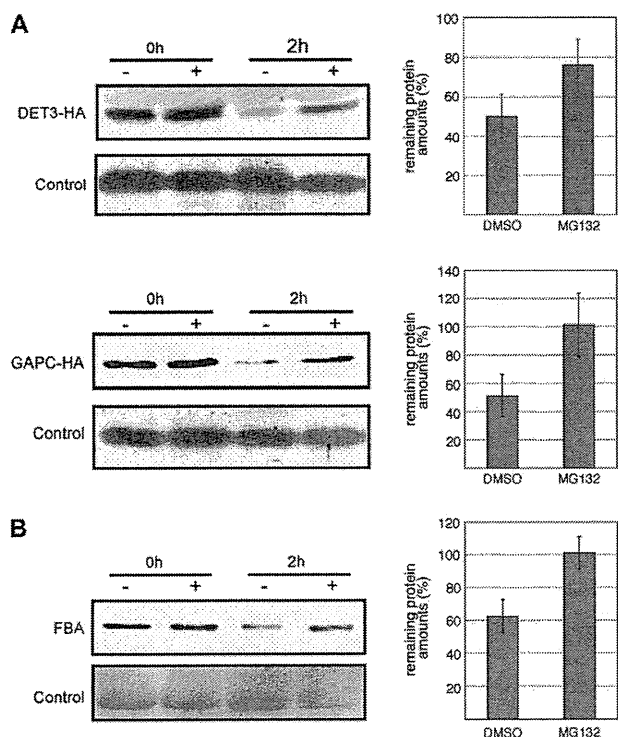 A
0h 2h
- + - +
DET3-HA
Control
remaining protein
amounts (%)
100
80
60
40
20
DMSO MG132
0h 2h
- + - +
GAPC-HA
Control
remaining protein
amounts (%)
140
120
100
80
60
40
20
DMSO MG132
B
0h 2h
- + - +
FBA
Control
remaining protein
amounts (%)
120
100
80
60
40
20
DMSO MG132